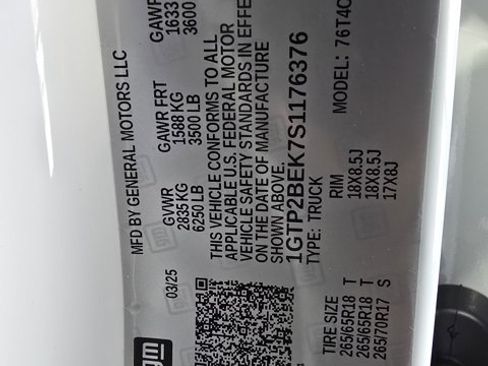 gm
MFD BY GENERAL MOTORS LLC
03/25
GVWR
2835 KG
6250 LB
GAWR FRT
1588 KG
3500 LB
GAWR
1633
3600
THIS VEHICLE CONFORMS TO ALL
APPLICABLE U.S. FEDERAL MOTOR
VEHICLE SAFETY STANDARDS IN EFFE
ON THE DATE OF MANUFACTURE
SHOWN ABOVE.
1GTP2BEK7S1176376
TYPE: TRUCK
MODEL: 76T4C
TIRE SIZE RIM
265/65R18 T 18X8.5J
265/65R18 T 18X8.5J
265/70R17 S 17X8J